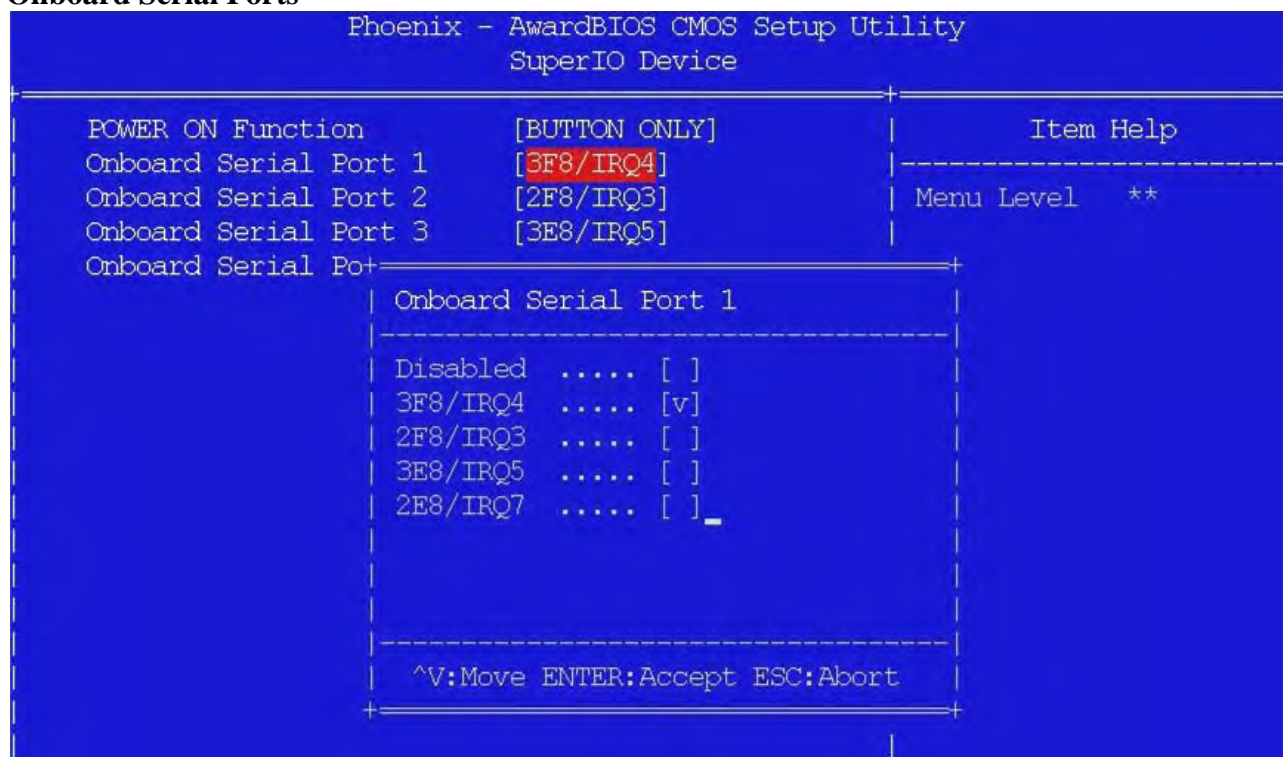 Onboard Serial Ports
Phoenix - AwardBIOS CMOS Setup Utility
SuperIO Device
POWER ON Function [BUTTON ONLY]
Item Help
Onboard Serial Port 1 [3F8/IRQ4]
Onboard Serial Port 2 [2F8/IRQ3]
Menu Level **
Onboard Serial Port 3 [3E8/IRQ5]
Onboard Serial Po
Onboard Serial Port 1
Disabled ..... [ ]
3F8/IRQ4 ..... [v]
2F8/IRQ3 ..... [ ]
3E8/IRQ5 ..... [ ]
2E8/IRQ7 ..... [ ]
^V:Move ENTER:Accept ESC:Abort